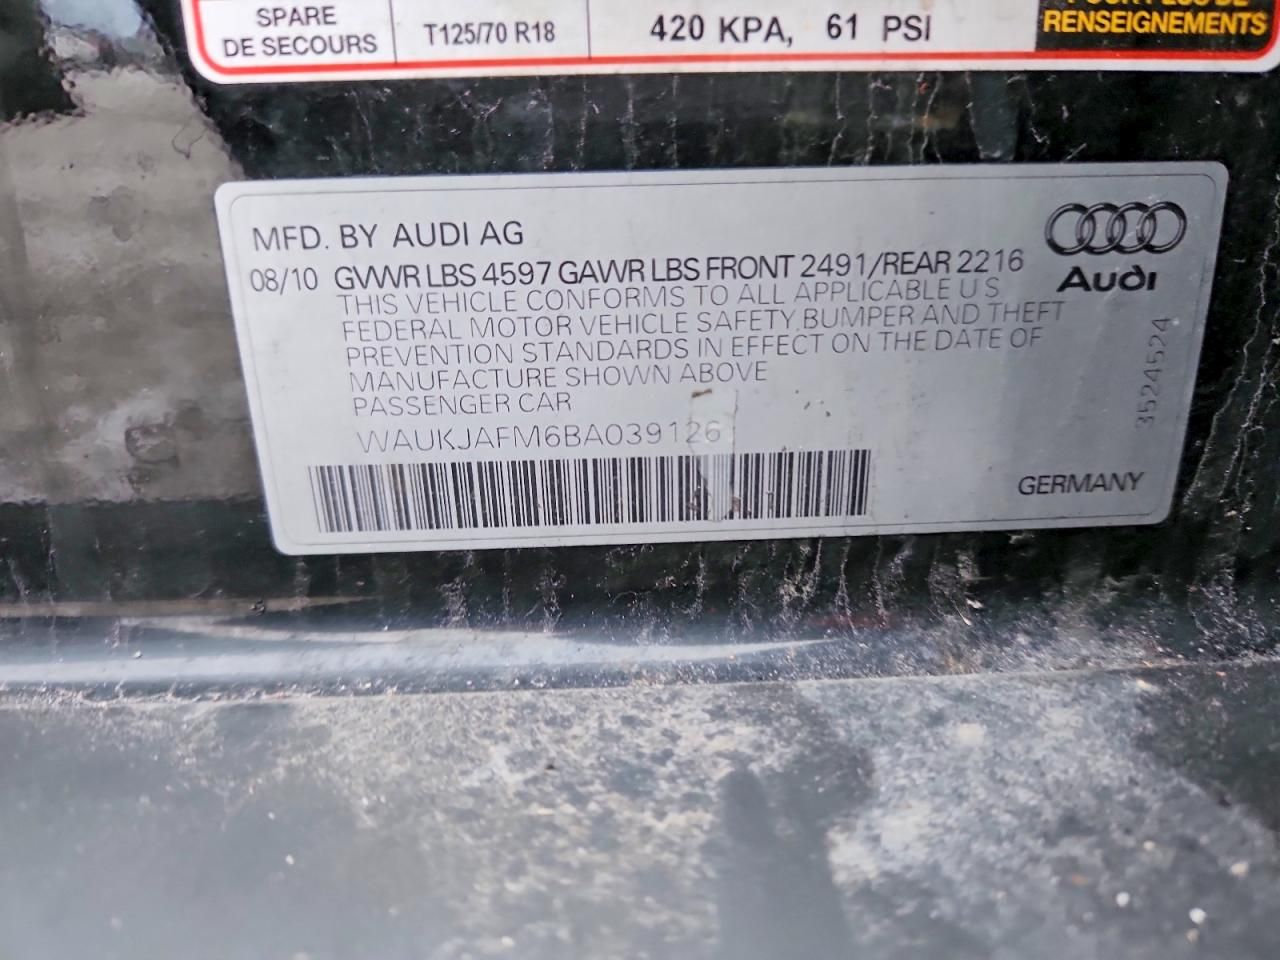 SPARE
DE SECOURS
T125/70 R18
420 KPA, 61 PSI
RENSEIGNEMENTS
MFD. BY AUDI AG
08/10 GVWR LBS 4597 GAWR LBS FRONT 2491/REAR 2216
THIS VEHICLE CONFORMS TO ALL APPLICABLE U S
FEDERAL MOTOR VEHICLE SAFETY, BUMPER AND THEFT
PREVENTION STANDARDS IN EFFECT ON THE DATE OF
MANUFACTURE SHOWN ABOVE
PASSENGER CAR
WAUKJAFM6BA039126
Audi
3524524
GERMANY